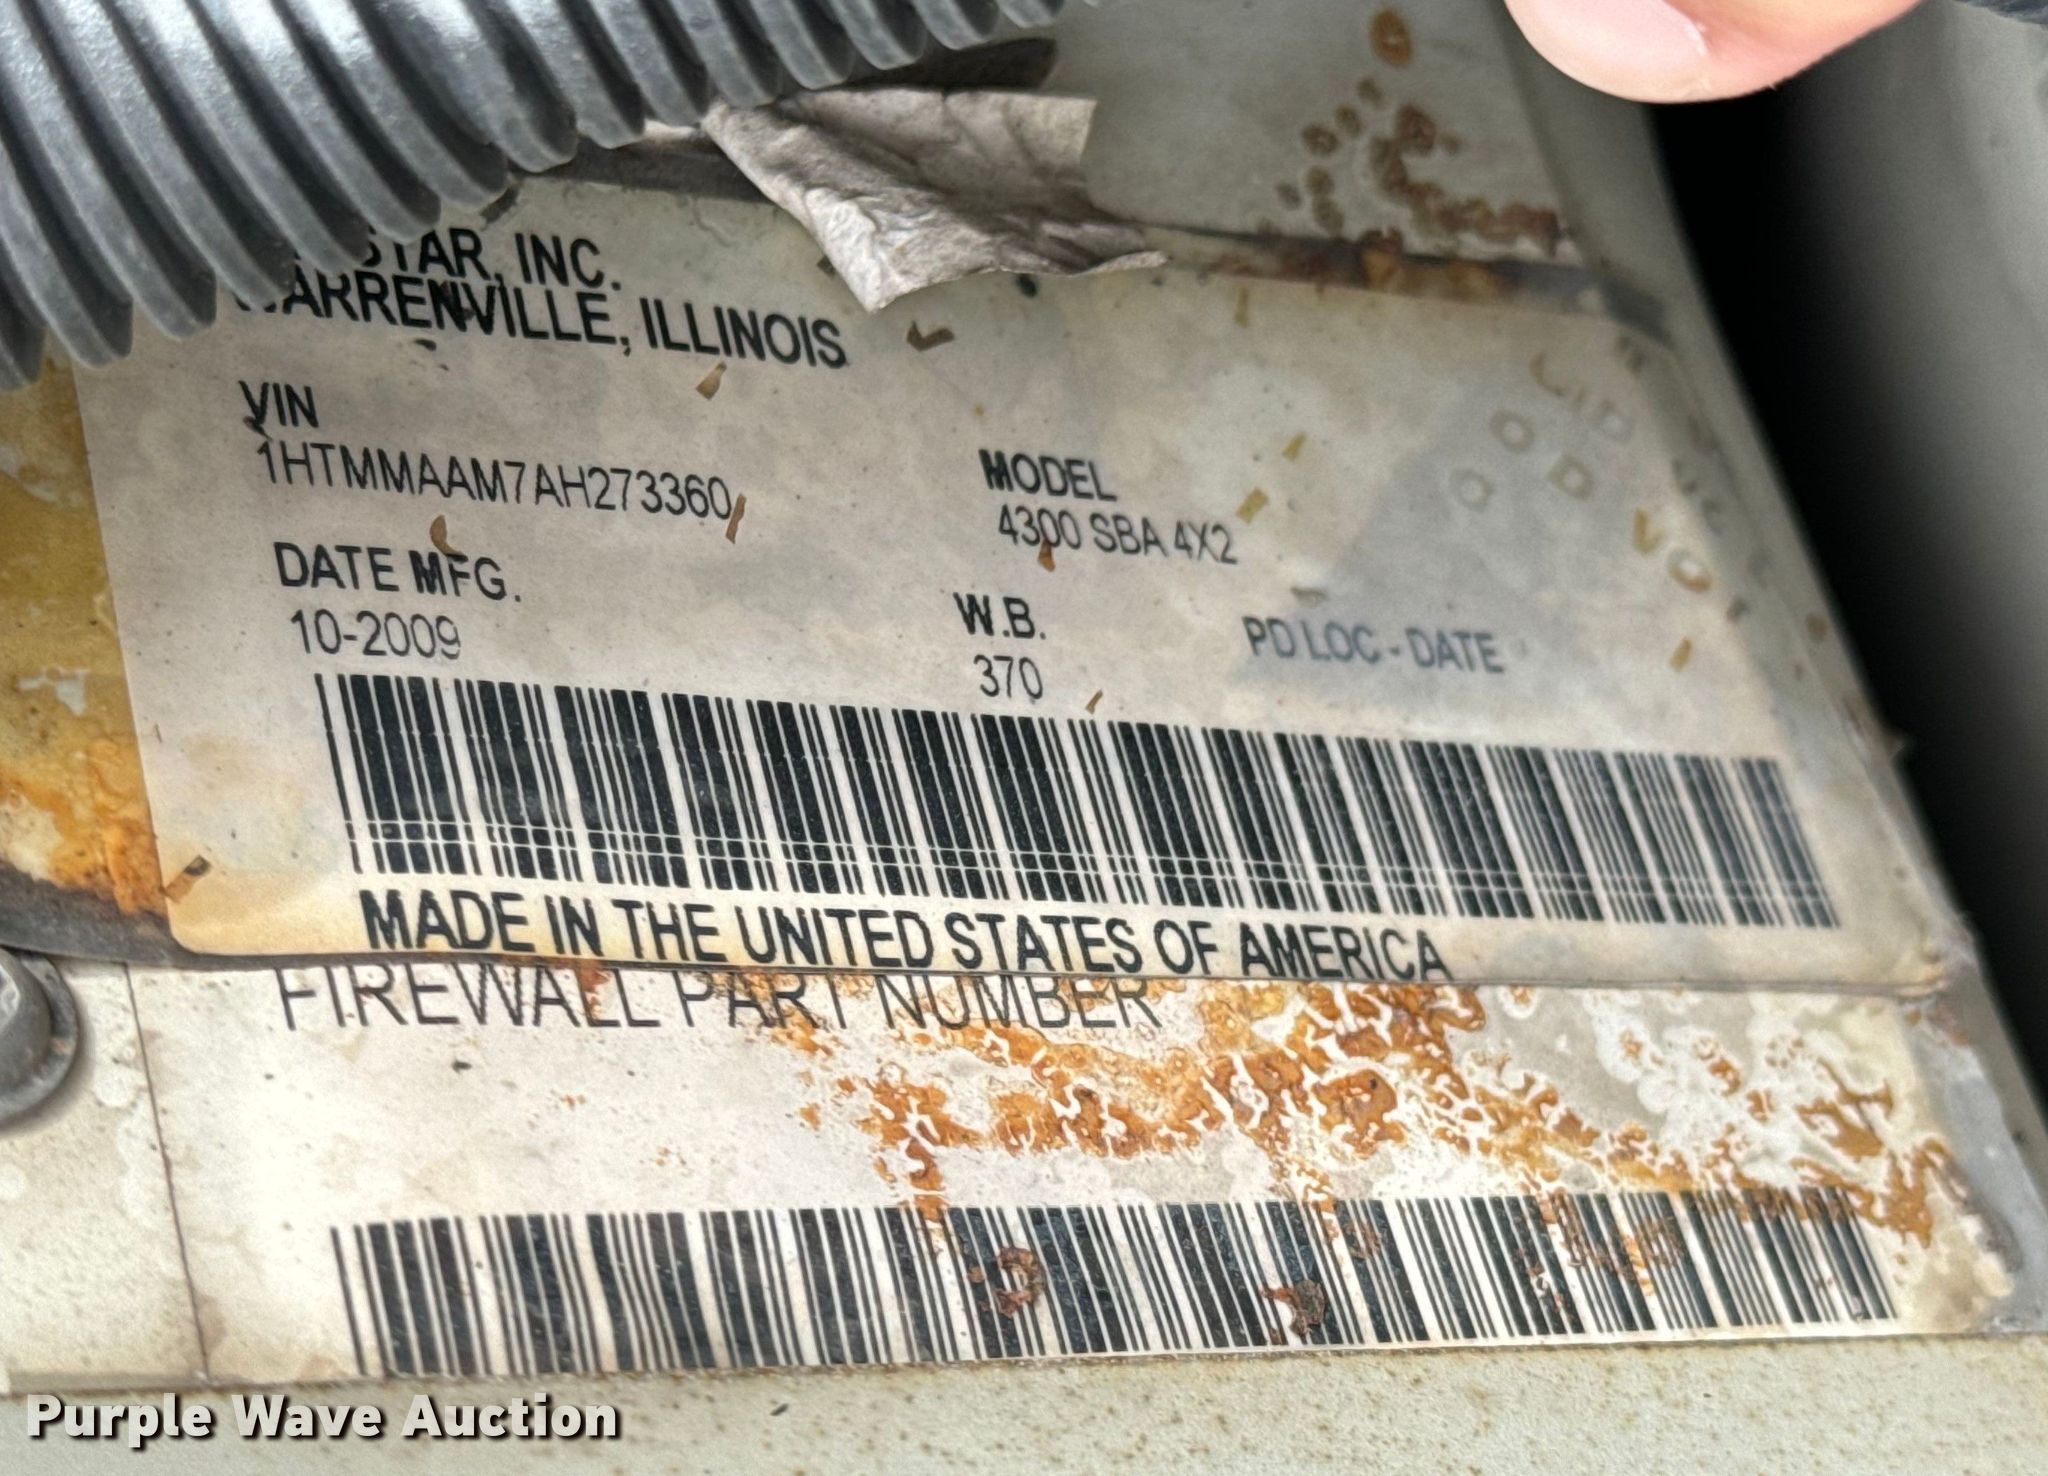 STAR, INC.
WARRENVILLE, ILLINOIS
VIN
1HTMMAAM7AH273360
MODEL
4300 SBA 4X2
DATE MFG.
10-2009
W.B.
370
PD LOC - DATE
MADE IN THE UNITED STATES OF AMERICA
FIREWALL PART NUMBER
Purple Wave Auction